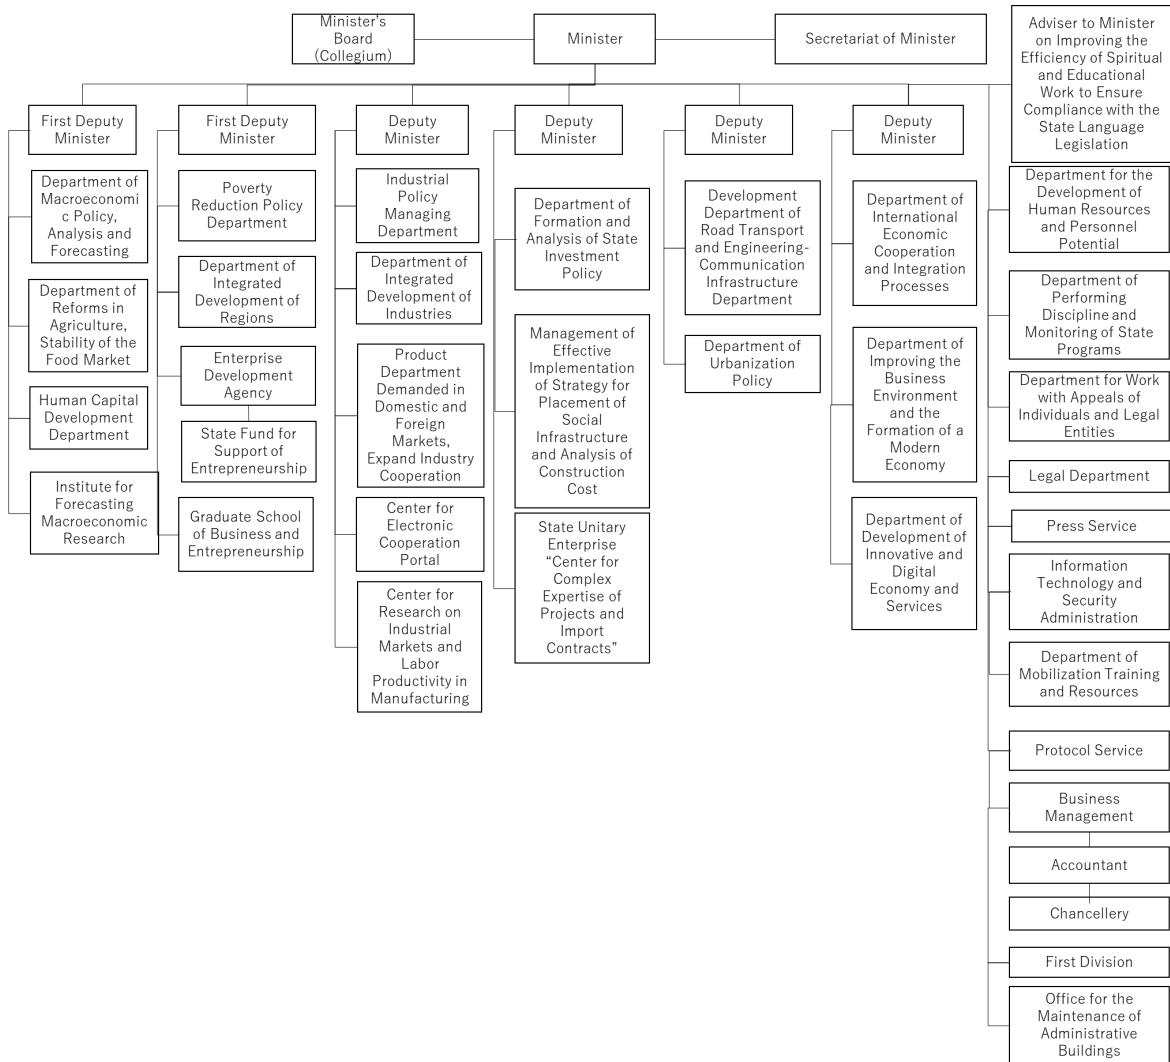 Minister's
Board
(Collegium)
Minister
Secretariat of Minister
Adviser to Minister
on Improving the
Efficiency of Spiritual
and Educational
Work to Ensure
Compliance with the
State Language
Legislation
First Deputy
Minister
First Deputy
Minister
Deputy
Minister
Deputy
Minister
Deputy
Minister
Deputy
Minister
Department of
Macroeconomi
c Policy,
Analysis and
Forecasting
Department of
Reforms in
Agriculture,
Stability of the
Food Market
Human Capital
Development
Department
Institute for
Forecasting
Macroeconomic
Research
Poverty
Reduction Policy
Department
Department of
Integrated
Development of
Regions
Enterprise
Development
Agency
State Fund for
Support of
Entrepreneurship
Graduate School
of Business and
Entrepreneurship
Industrial
Policy
Managing
Department
Department of
Integrated
Development of
Industries
Product
Department
Demanded in
Domestic and
Foreign
Markets,
Expand Industry
Cooperation
Center for
Electronic
Cooperation
Portal
Center for
Research on
Industrial
Markets and
Labor
Productivity in
Manufacturing
Department of
Formation and
Analysis of State
Investment
Policy
Management of
Effective
Implementation
of Strategy for
Placement of
Social
Infrastructure
and Analysis of
Construction
Cost
State Unitary
Enterprise
“Center for
Complex
Expertise of
Projects and
Import
Contracts”
Development
Department of
Road Transport
and Engineering-
Communication
Infrastructure
Department
Department of
Urbanization
Policy
Department of
International
Economic
Cooperation
and Integration
Processes
Department of
Improving the
Business
Environment
and the
Formation of a
Modern
Economy
Department of
Development of
Innovative and
Digital
Economy and
Services
Department for the
Development of
Human Resources
and Personnel
Potential
Department of
Performing
Discipline and
Monitoring of State
Programs
Department for Work
with Appeals of
Individuals and Legal
Entities
Legal Department
Press Service
Information
Technology and
Security
Administration
Department of
Mobilization Training
and Resources
Protocol Service
Business
Management
Accountant
Chancellery
First Division
Office for the
Maintenance of
Administrative
Buildings